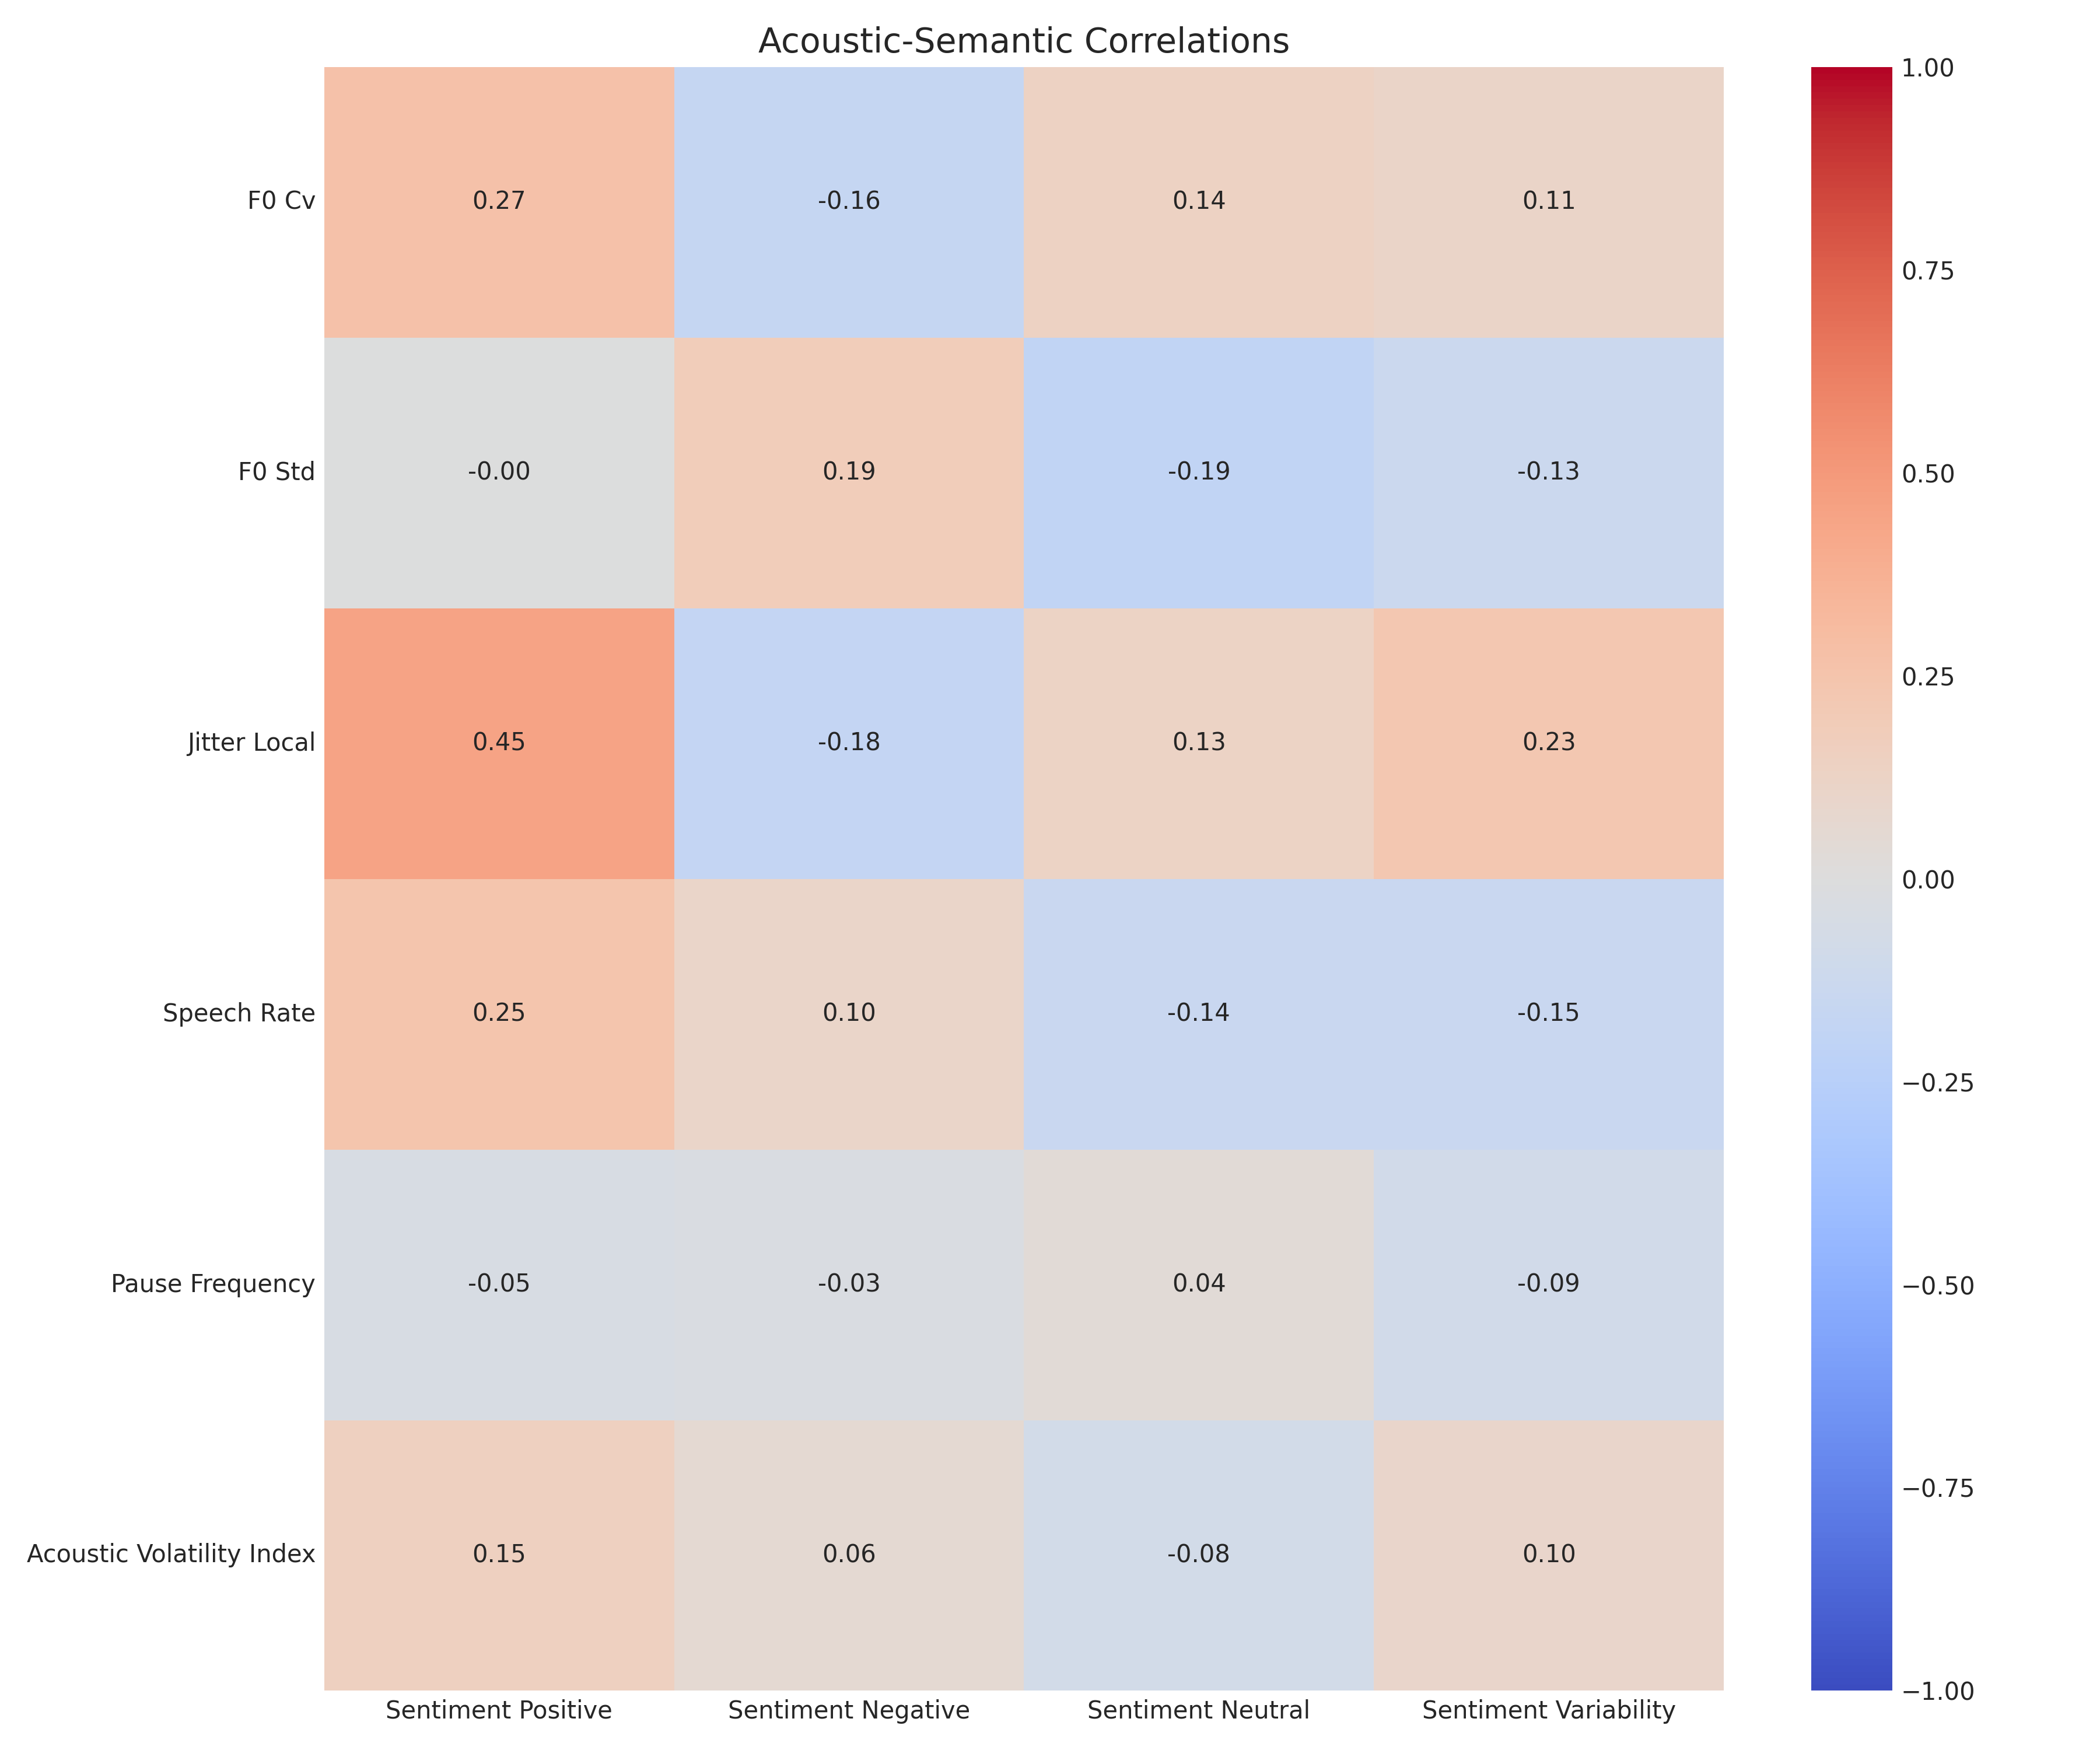 Acoustic-Semantic Correlations
F0 Cv 0.27 -0.16 0.14 0.11
F0 Std -0.00 0.19 -0.19 -0.13
Jitter Local 0.45 -0.18 0.13 0.23
Speech Rate 0.25 0.10 -0.14 -0.15
Pause Frequency -0.05 -0.03 0.04 -0.09
Acoustic Volatility Index 0.15 0.06 -0.08 0.10
Sentiment Positive Sentiment Negative Sentiment Neutral Sentiment Variability
1.00
0.75
0.50
0.25
0.00
−0.25
−0.50
−0.75
−1.00